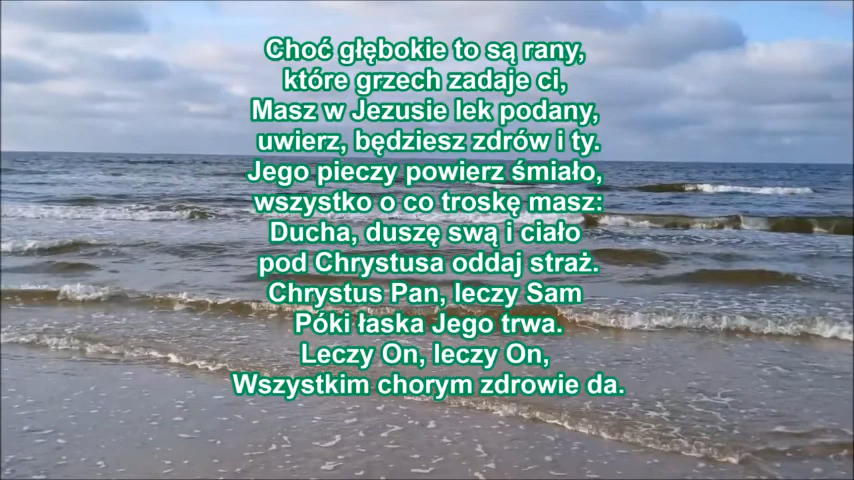 Choć głębokie to są rany,
które grzech zadaje ci,
Masz w Jezusie lek podany,
uwierz, będziesz zdrów i ty.
Jego pieczy powierz śmiało,
wszystko o co troskę masz:
Ducha, duszę swą i ciało
pod Chrystusa oddaj straż.
Chrystus Pan, leczy Sam
Póki łaska Jego trwa.
Leczy On, leczy On,
Wszystkim chorym zdrowie da.